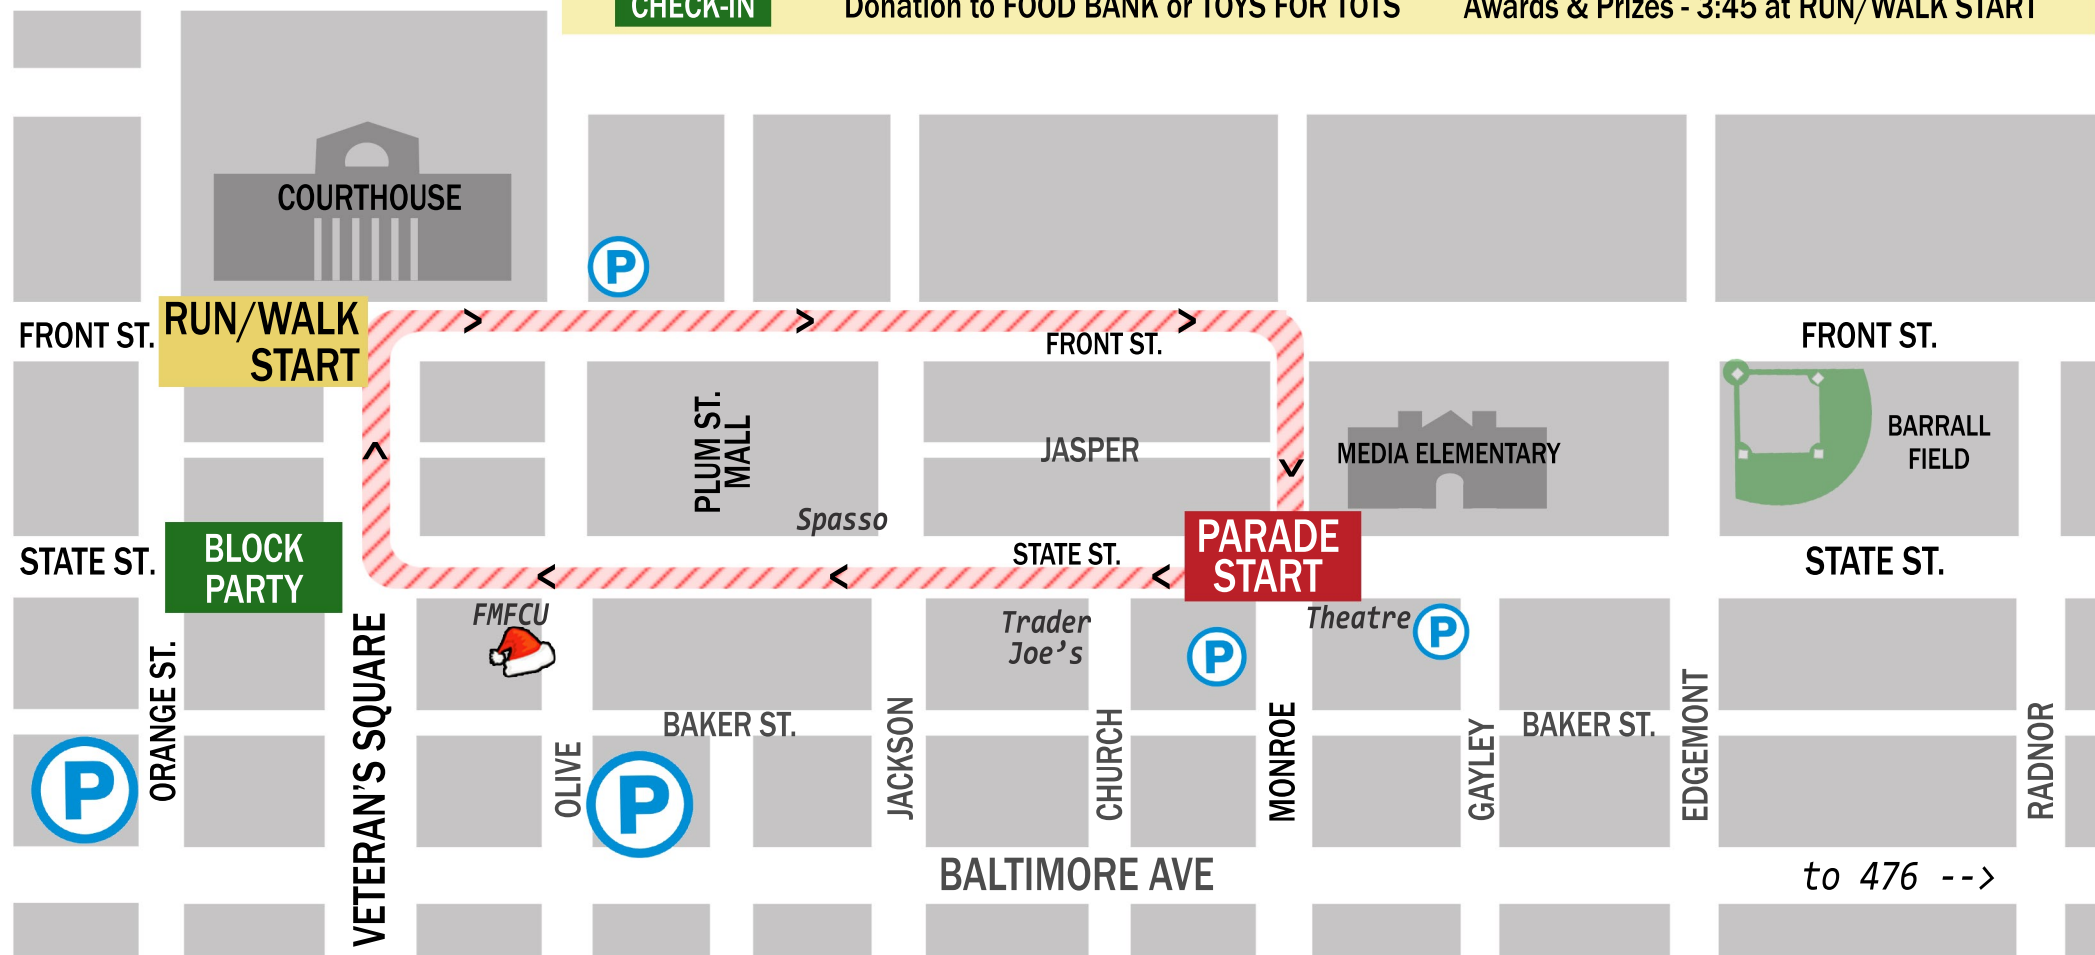 CHECK-IN
Donation to FOOD BANK or TOYS FOR TOTS
Awards & Prizes - 3:45 at RUN/WALK START
COURTHOUSE
P
FRONT ST.
RUN/WALK
START
>
>
>
FRONT ST.
FRONT ST.
PLUM ST.
MALL
JASPER
MEDIA ELEMENTARY
BARRALL
FIELD
Spasso
STATE ST.
BLOCK
PARTY
STATE ST.
PARADE
START
STATE ST.
<
<
<
FMFCU
Trader
Joe's
P
Theatre
P
ORANGE ST.
VETERAN'S SQUARE
BAKER ST.
BAKER ST.
P
OLIVE
P
JACKSON
CHURCH
MONROE
GAYLEY
EDGEMONT
RADNOR
BALTIMORE AVE
to 476 -->